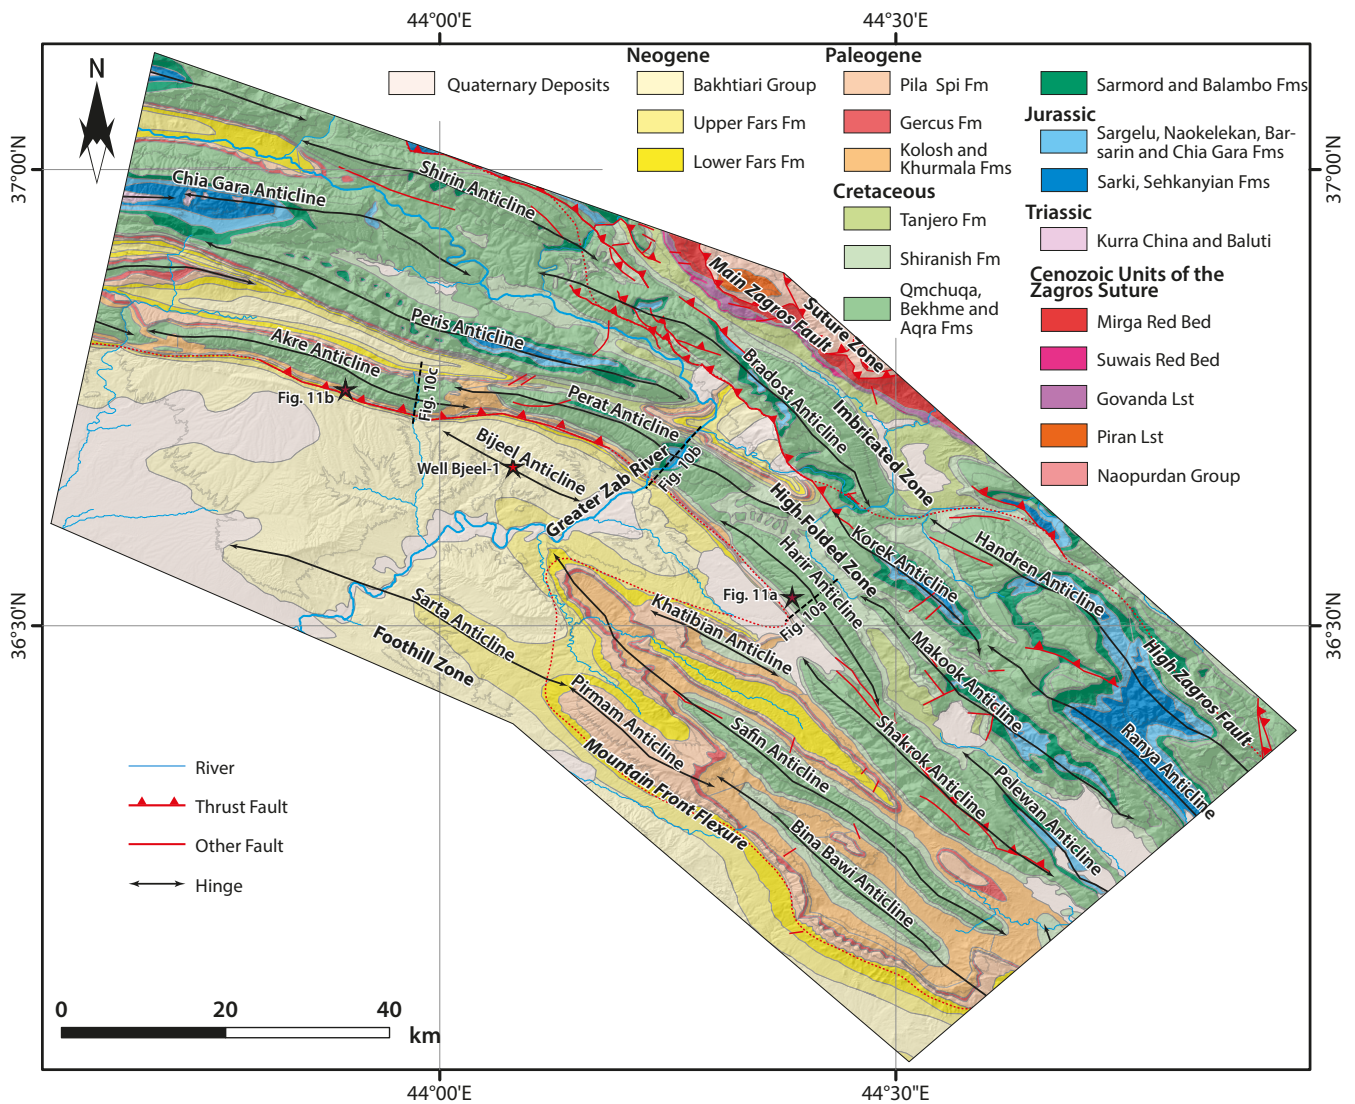 44°00'E
44°30'E
37°00'N
37°00'N
36°30'N
36°30'N
44°00'E
44°30"E
N
Quaternary Deposits
Neogene
Bakhtiari Group
Upper Fars Fm
Lower Fars Fm
Paleogene
Pila Spi Fm
Gercus Fm
Kolosh and
Khurmala Fms
Cretaceous
Tanjero Fm
Shiranish Fm
Qmchuqa,
Bekhme and
Aqra Fms
Sarmord and Balambo Fms
Jurassic
Sargelu, Naokelekan, Bar-
sarin and Chia Gara Fms
Sarki, Sehkanyian Fms
Triassic
Kurra China and Baluti
Cenozoic Units of the
Zagros Suture
Mirga Red Bed
Suwais Red Bed
Govanda Lst
Piran Lst
Naopurdan Group
Shirin Anticline
Chia Gara Anticline
Main Zagros Fault
Suture Zone
Peris Anticline
Akre Anticline
Fig. 11b
Fig. 10c
Perat Anticline
Bradost Anticline
Imbricated Zone
Bijeel Anticline
Well Bjeel-1
Greater Zab River
Fig. 10b
High Folded Zone
Korek Anticline
Harir Anticline
Handren Anticline
Fig. 11a
Fig. 10a
Sarta Anticline
Foothill Zone
Khatibian Anticline
Makook Anticline
High Zagros Fault
Pirmam Anticline
Safin Anticline
Shakrok Anticline
Ranya Anticline
Pelewan Anticline
Mountain Front Flexure
Bina Bawi Anticline
River
Thrust Fault
Other Fault
Hinge
0
20
40
km